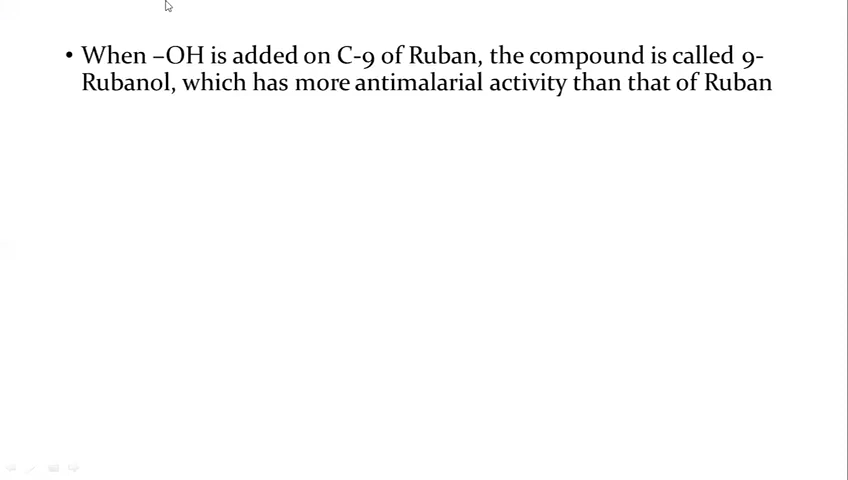 • When –OH is added on C-9 of Ruban, the compound is called 9-
Rubanol, which has more antimalarial activity than that of Ruban